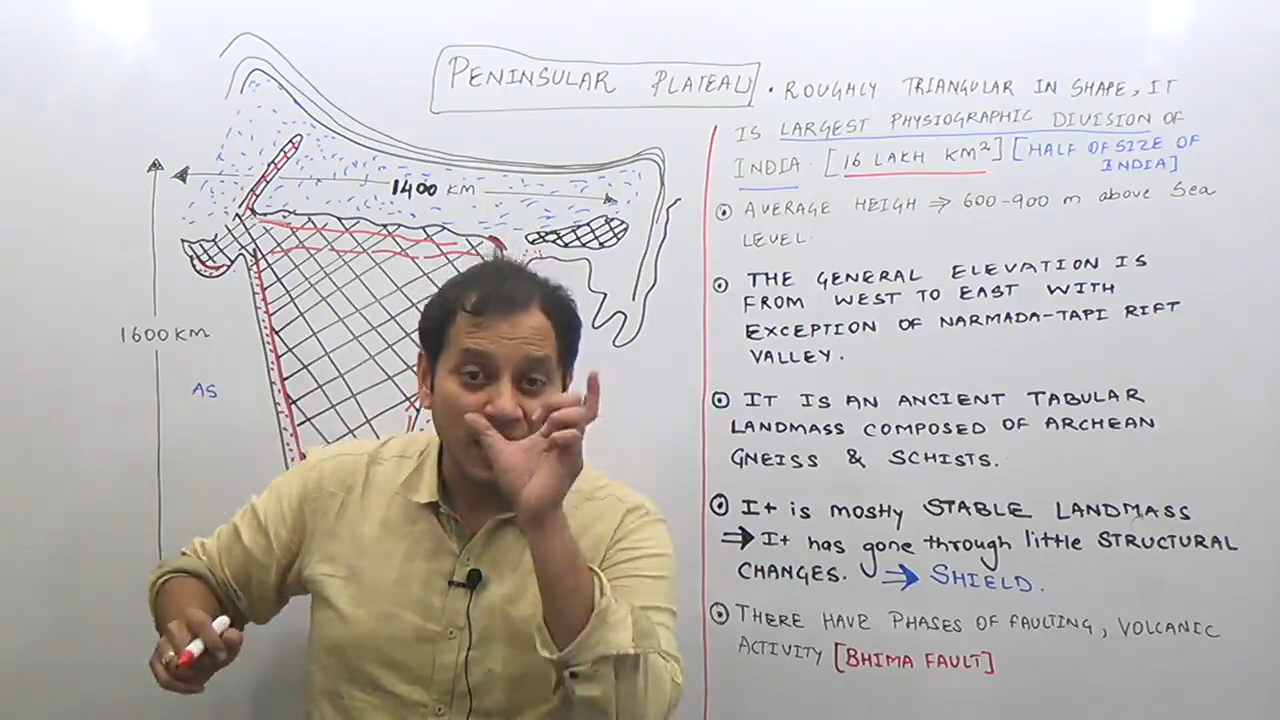 PENINSULAR PLATEAU
• ROUGHLY TRIANGULAR IN SHAPE, IT
IS LARGEST PHYSIOGRAPHIC DIVISION OF
INDIA. [16 LAKH KM²] [HALF OF SIZE OF
INDIA]
AVERAGE HEIGH ⇒ 600-900 m above Sea
LEVEL.
THE GENERAL ELEVATION IS
FROM WEST TO EAST WITH
EXCEPTION OF NARMADA-TAPI RIFT
VALLEY.
IT IS AN ANCIENT TABULAR
LANDMASS COMPOSED OF ARCHEAN
GNEISS & SCHISTS.
It is mostly STABLE LANDMASS
⇒ It has gone through little STRUCTURAL
CHANGES. ⇒ SHIELD.
THERE HAVE PHASES OF FAULTING, VOLCANIC
ACTIVITY [BHIMA FAULT]
1400 KM
1600 KM
AS